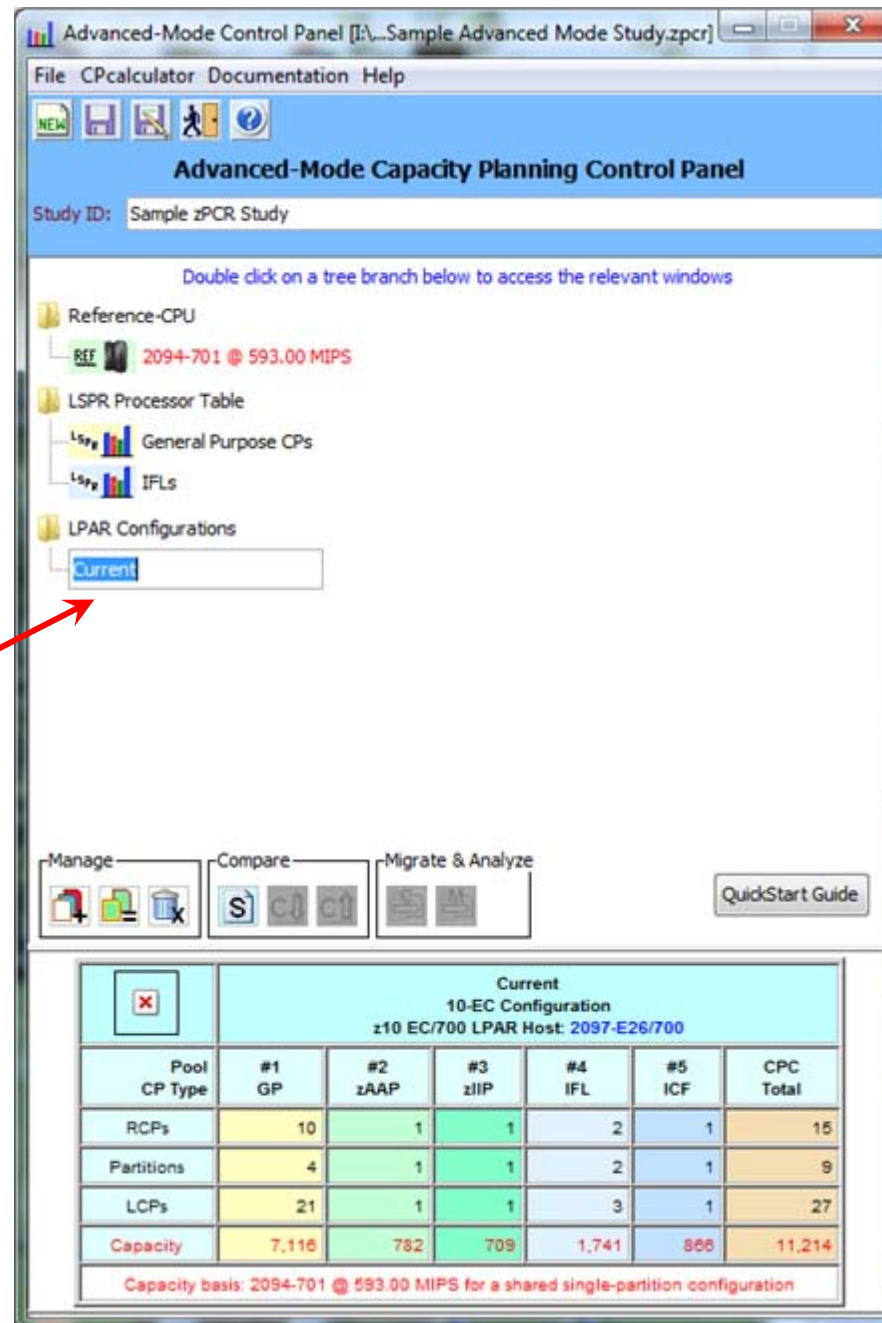 Advanced-Mode Control Panel [I:\...Sample Advanced Mode Study.zpcr]
File CPcalculator Documentation Help
NEW
Advanced-Mode Capacity Planning Control Panel
Study ID: Sample zPCR Study
Double click on a tree branch below to access the relevant windows
Reference-CPU
REF 2094-701 @ 593.00 MIPS
LSPR Processor Table
LSPR General Purpose CPs
LSPR IFLs
LPAR Configurations
Current
Manage Compare Migrate & Analyze
S C C M
QuickStart Guide
Current
10-EC Configuration
z10 EC/700 LPAR Host: 2097-E26/700
Pool #1 #2 #3 #4 #5 CPC
CP Type GP zAAP zIIP IFL ICF Total
RCPs 10 1 1 2 1 15
Partitions 4 1 1 2 1 9
LCPs 21 1 1 3 1 27
Capacity 7,116 782 709 1,741 866 11,214
Capacity basis: 2094-701 @ 593.00 MIPS for a shared single-partition configuration